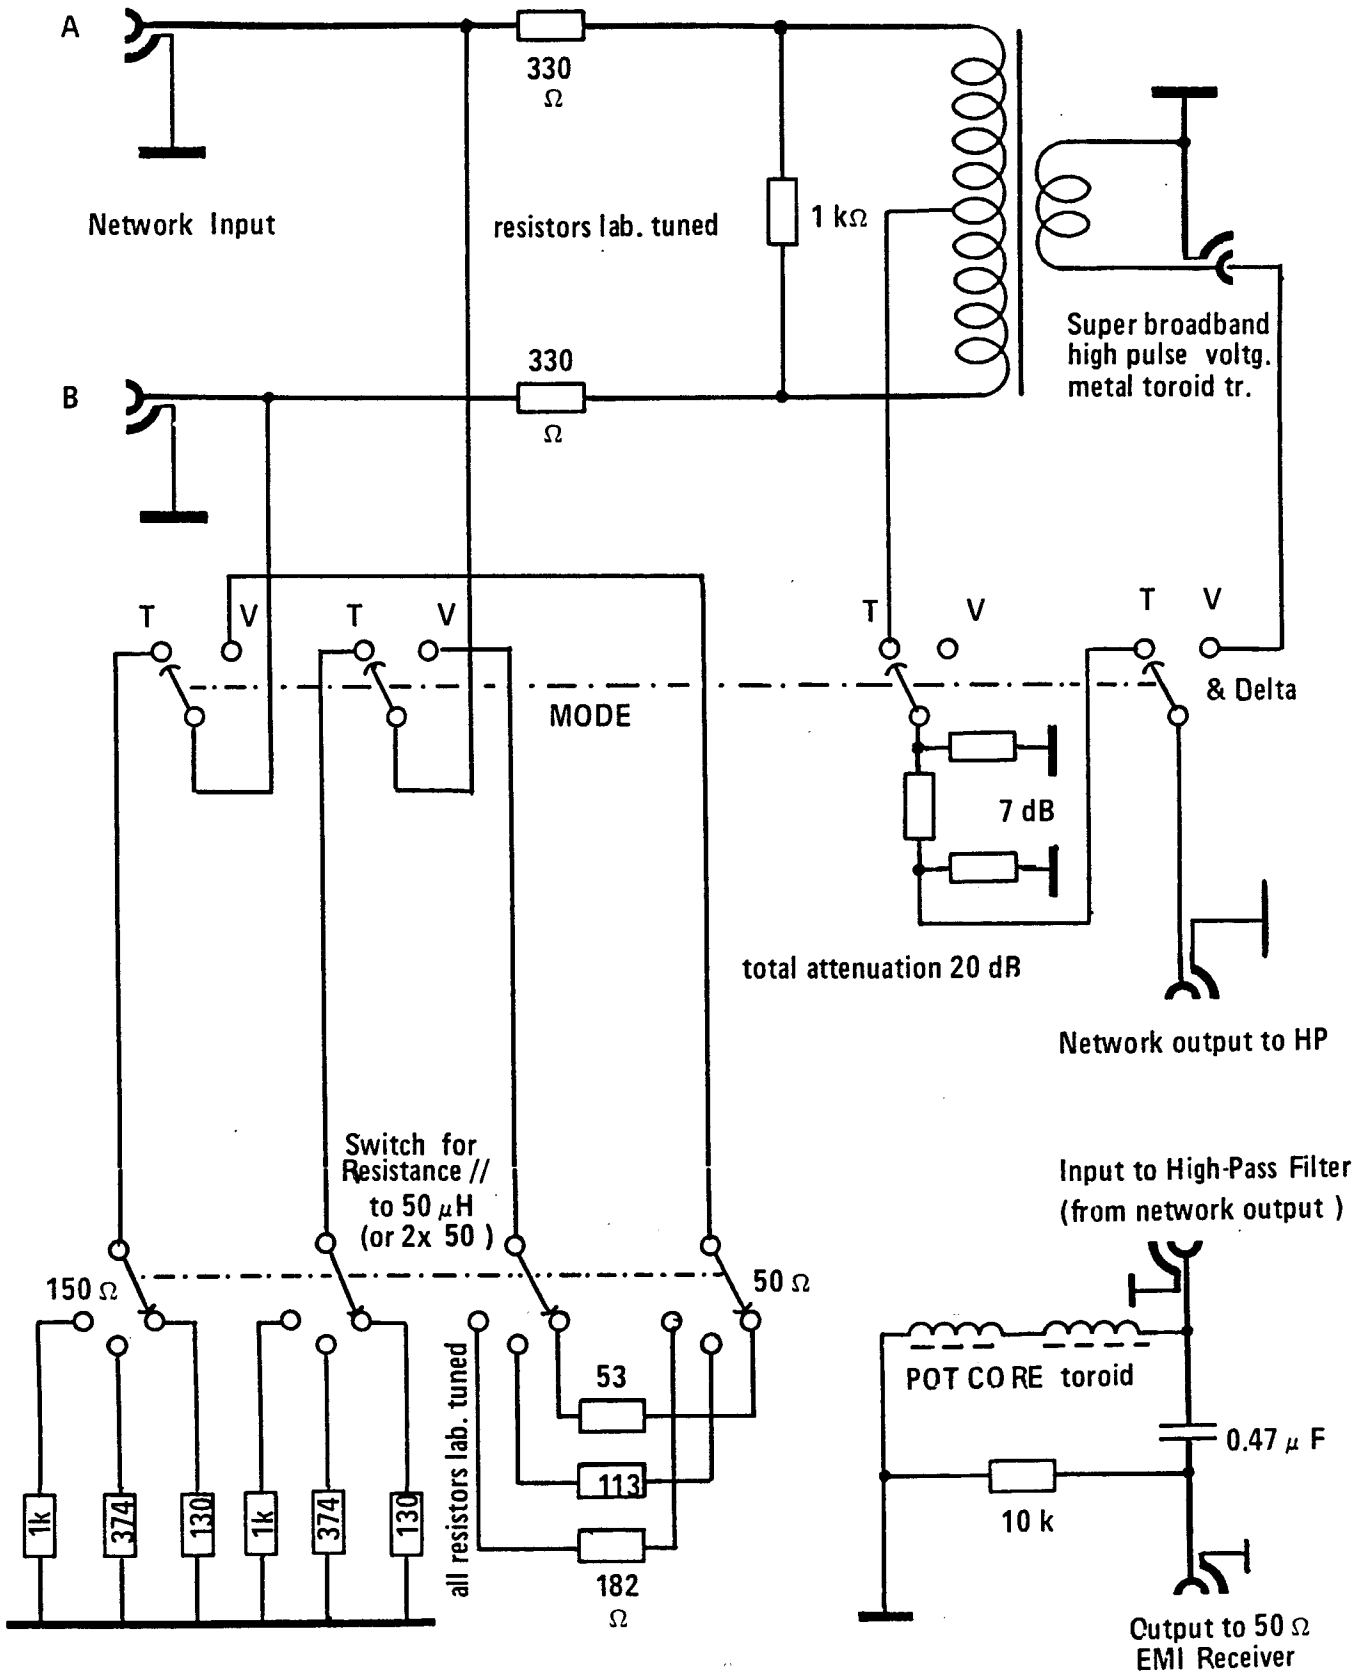 A
330
Ω
Network Input
resistors lab. tuned
1 kΩ
Super broadband
high pulse voltg.
metal toroid tr.
B
330
Ω
T
V
T
V
T
V
T
V
MODE
& Delta
7 dB
total attenuation 20 dB
Network output to HP
Switch for
Resistance //
to 50 μH
(or 2x 50 )
150 Ω
50 Ω
Input to High-Pass Filter
(from network output )
POT CORE toroid
0.47 μ F
10 k
Output to 50 Ω
EMI Receiver
all resistors lab. tuned
53
113
182
Ω
1k
374
130
1k
374
130